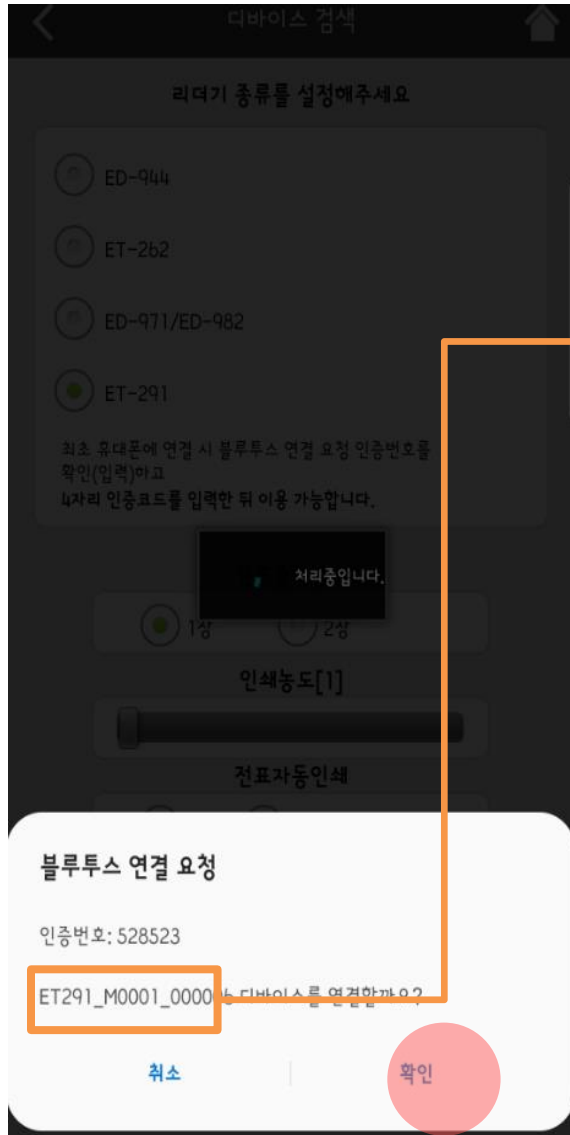 디바이스 검색
리더기 종류를 설정해주세요
ED-944
ET-262
ED-971/ED-982
ET-291
최초 휴대폰에 연결 시 블루투스 연결 요청 인증번호를
확인(입력)하고
4자리 인증코드를 입력한 뒤 이용 가능합니다.
처리중입니다.
1장 2장
인쇄농도[1]
전표자동인쇄
블루투스 연결 요청
인증번호: 528523
디바이스를 연결할까요?
취소 확인